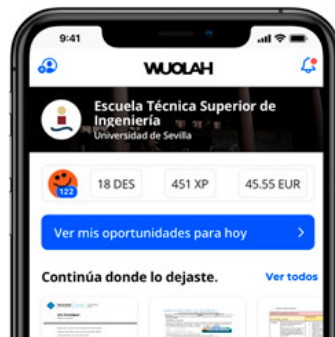 9:41
WUOLAH
Escuela Técnica Superior de
Ingeniería
Universidad de Sevilla
122
18 DES
451 XP
45.55 EUR
Ver mis oportunidades para hoy
Continúa donde lo dejaste.
Ver todos